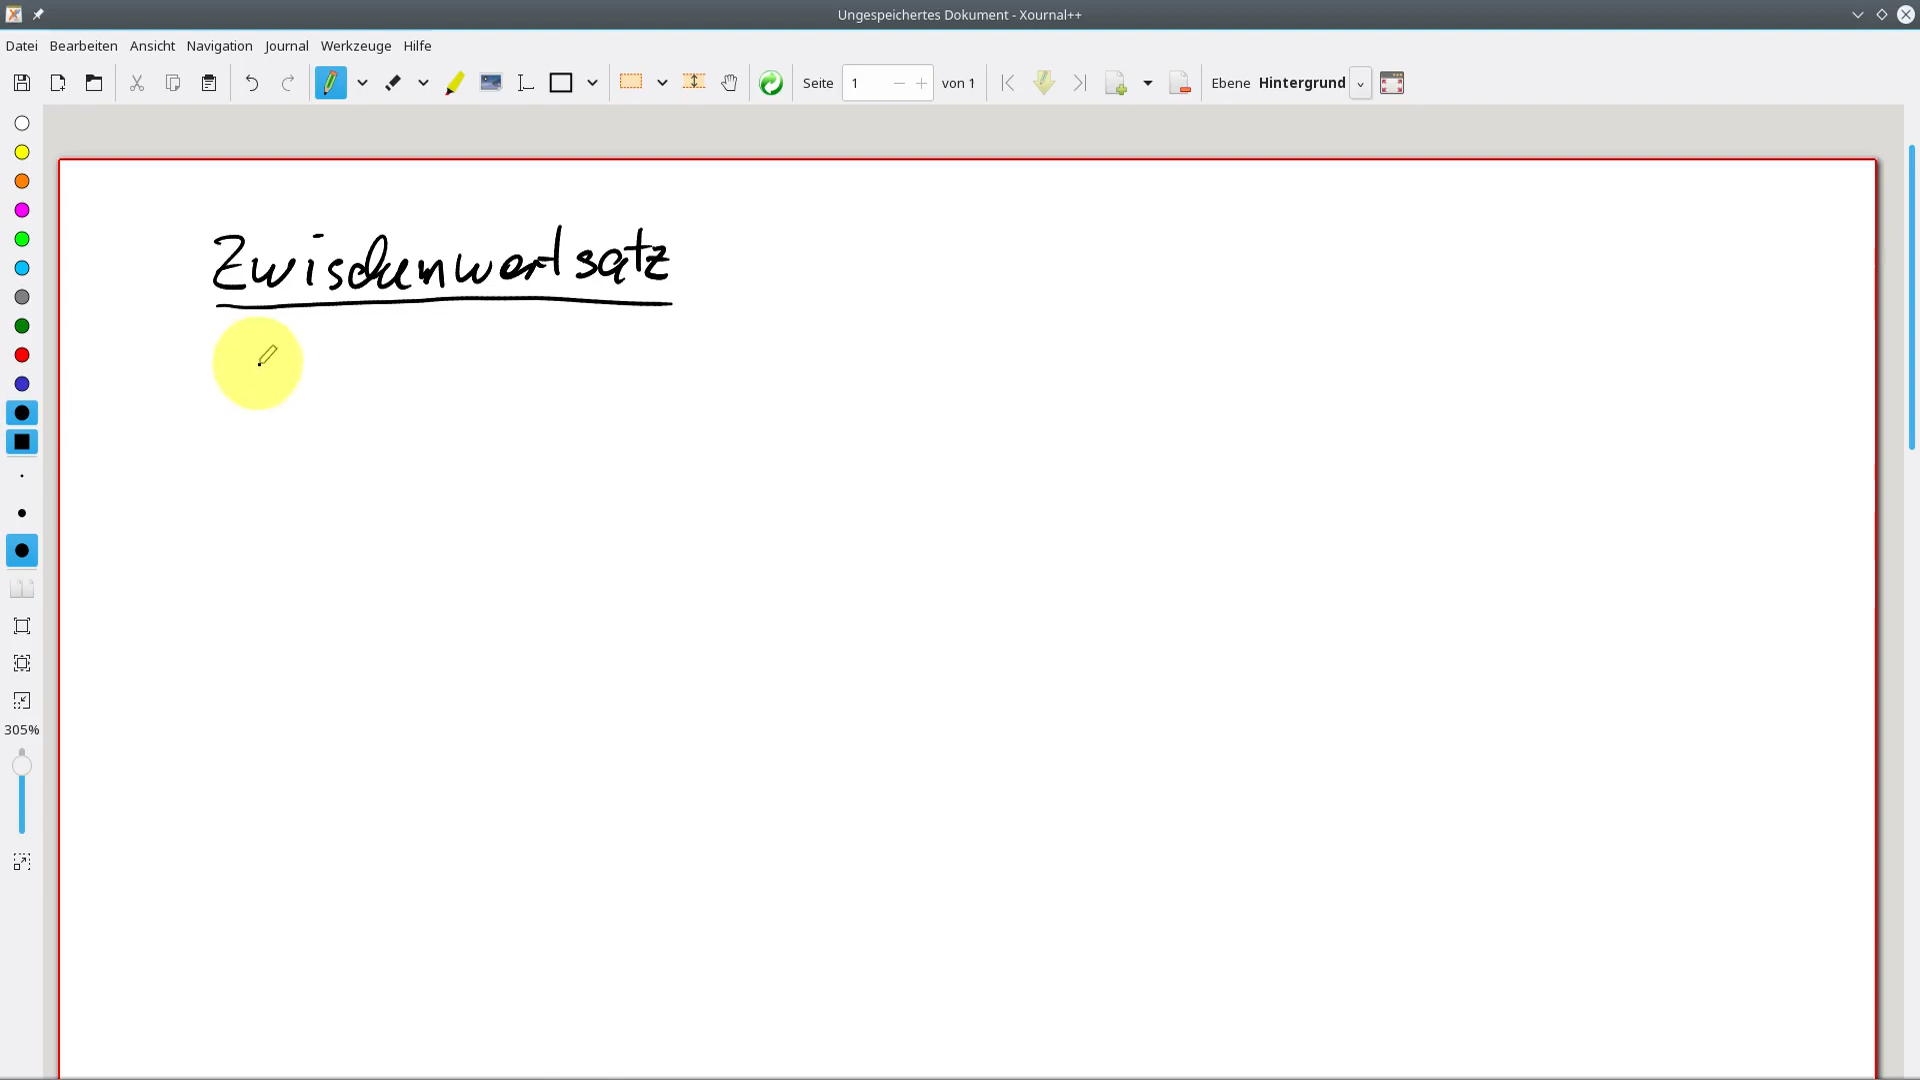 Ungespeichertes Dokument - Xournal++
Datei Bearbeiten Ansicht Navigation Journal Werkzeuge Hilfe
Seite 1 von 1 Ebene Hintergrund
Zwischenwertsatz
305%